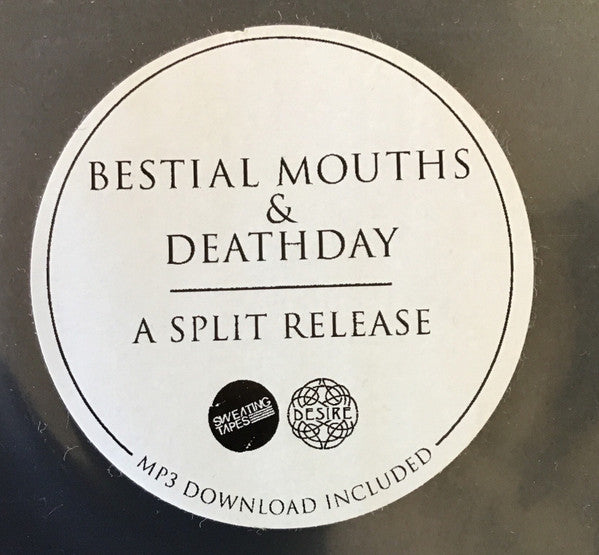 BESTIAL MOUTHS
&
DEATHDAY
A SPLIT RELEASE
SWEATING
TAPES
DESIRE
MP3 DOWNLOAD INCLUDED